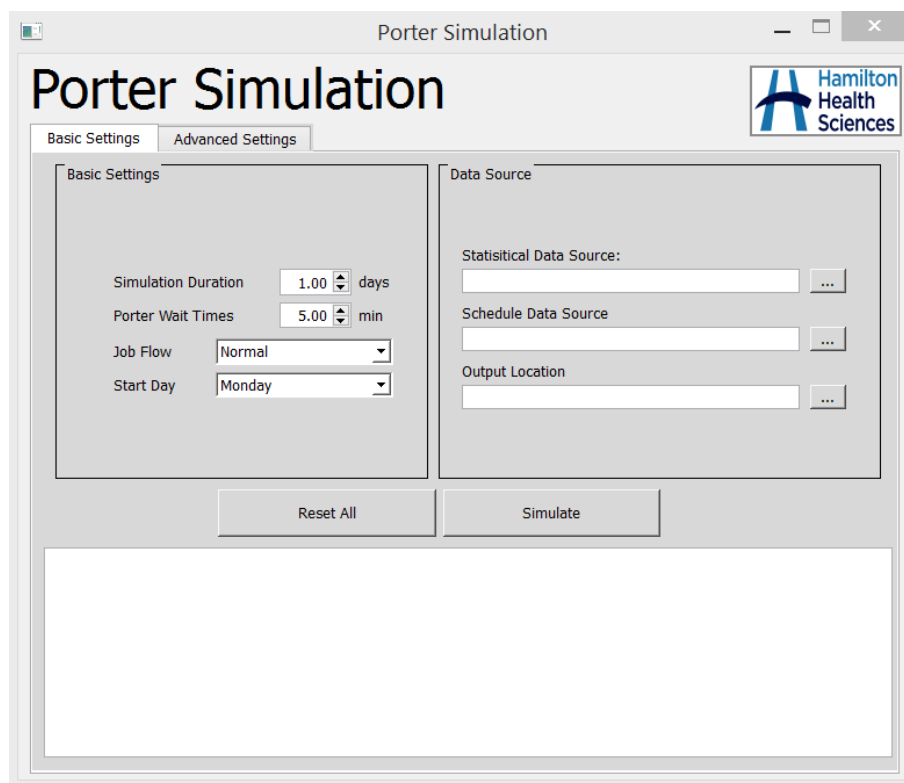 Porter Simulation
Porter Simulation
Hamilton
Health
Sciences
Basic Settings
Advanced Settings
Basic Settings
Simulation Duration 1.00 days
Porter Wait Times 5.00 min
Job Flow Normal
Start Day Monday
Data Source
Statisitical Data Source:
...
Schedule Data Source
...
Output Location
...
Reset All
Simulate